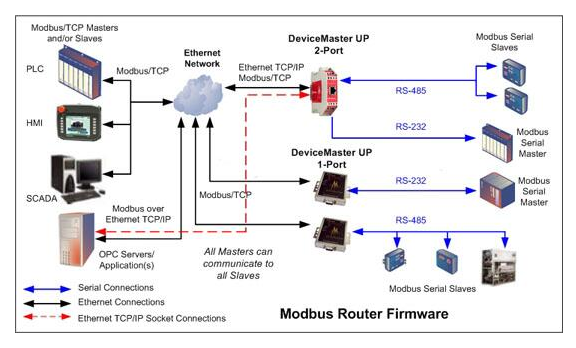 Modbus/TCP Masters
and/or Slaves
PLC
Modbus/TCP
HMI
SCADA
Ethernet
Network
Ethernet TCP/IP
Modbus/TCP
DeviceMaster UP
2-Port
Modbus Serial
Slaves
RS-485
RS-232
Modbus
Serial
Master
DeviceMaster UP
1-Port
Modbus/TCP
RS-232
Modbus
Serial
Master
Modbus over
Ethernet TCP/IP
RS-485
OPC Servers/
Application(s)
All Masters can
communicate to
all Slaves
Modbus Serial Slaves
Serial Connections
Ethernet Connections
Ethernet TCP/IP Socket Connections
Modbus Router Firmware